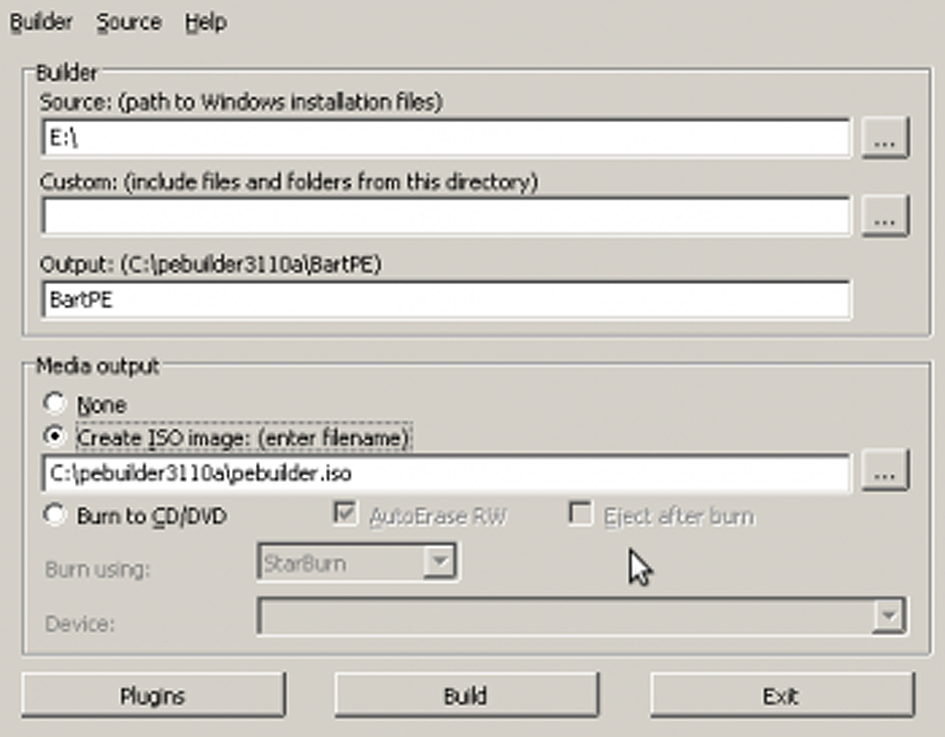 Builder Source Help
Builder
Source: (path to Windows installation files)
E:\
...
Custom: (include files and folders from this directory)
...
Output: (C:\pebuilder3110a\BartPE)
BartPE
Media output
None
Create ISO image: (enter filename)
C:\pebuilder3110a\pebuilder.iso
...
Burn to CD/DVD AutoErase RW Eject after burn
Burn using: StarBurn
Device:
Plugins Build Exit